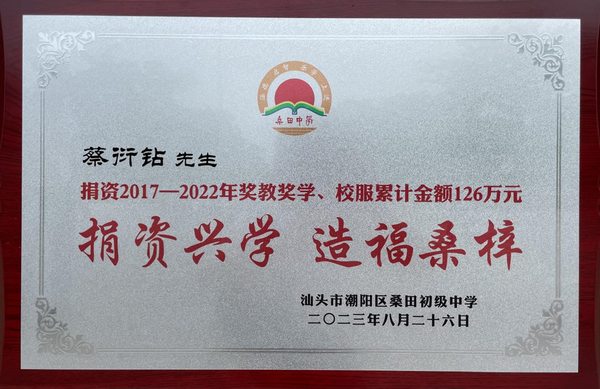 桑田中学
蔡衍钻 先生
捐资2017—2022年奖教奖学、校服累计金额126万元
捐资兴学 造福桑梓
汕头市潮阳区桑田初级中学
二〇二三年八月二十六日